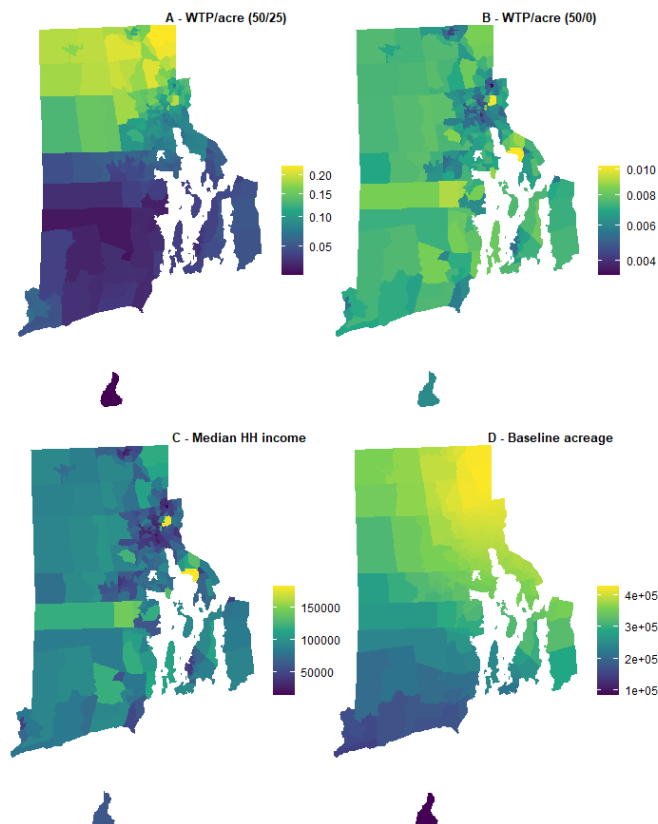 A - WTP/acre (50/25)
B - WTP/acre (50/0)
0.20
0.15
0.10
0.05
0.010
0.008
0.006
0.004
C - Median HH income
D - Baseline acreage
150000
100000
50000
4e+05
3e+05
2e+05
1e+05